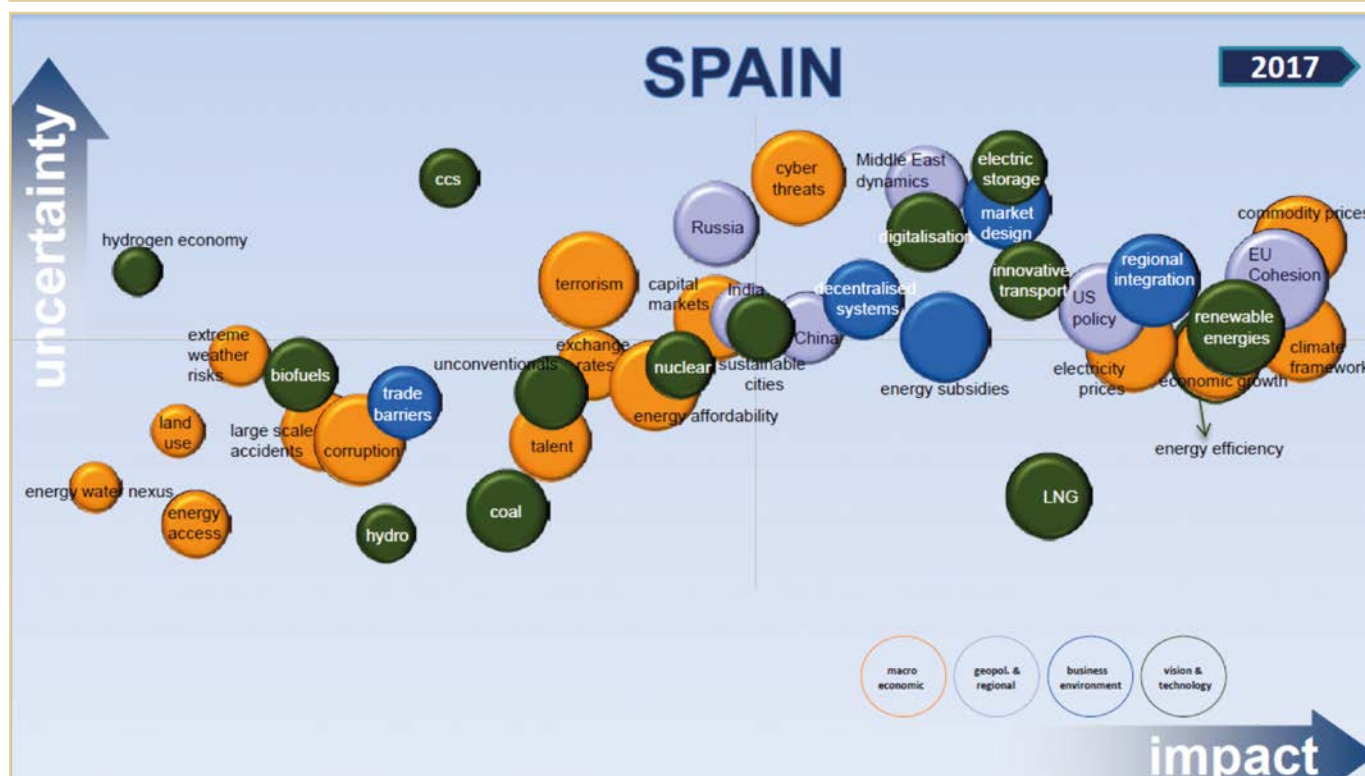 SPAIN
2017
uncertainty
ccs
cyber
threats
Middle East
dynamics
electric
storage
market
design
commodity prices
Russia
digitalisation
hydrogen economy
terrorism
capital
markets
India
decentralised
systems
innovative
transport
regional
integration
EU
Cohesion
US
policy
renewable
energies
China
extreme
weather
risks
biofuels
unconventionals
exchange
rates
nuclear
sustainable
cities
energy subsidies
electricity
prices
economic growth
climate
framework
trade
barriers
energy affordability
land
use
large scale
accidents
corruption
talent
energy efficiency
energy water nexus
energy
access
hydro
coal
LNG
macro
economic
geopol. &
regional
business
environment
vision &
technology
impact